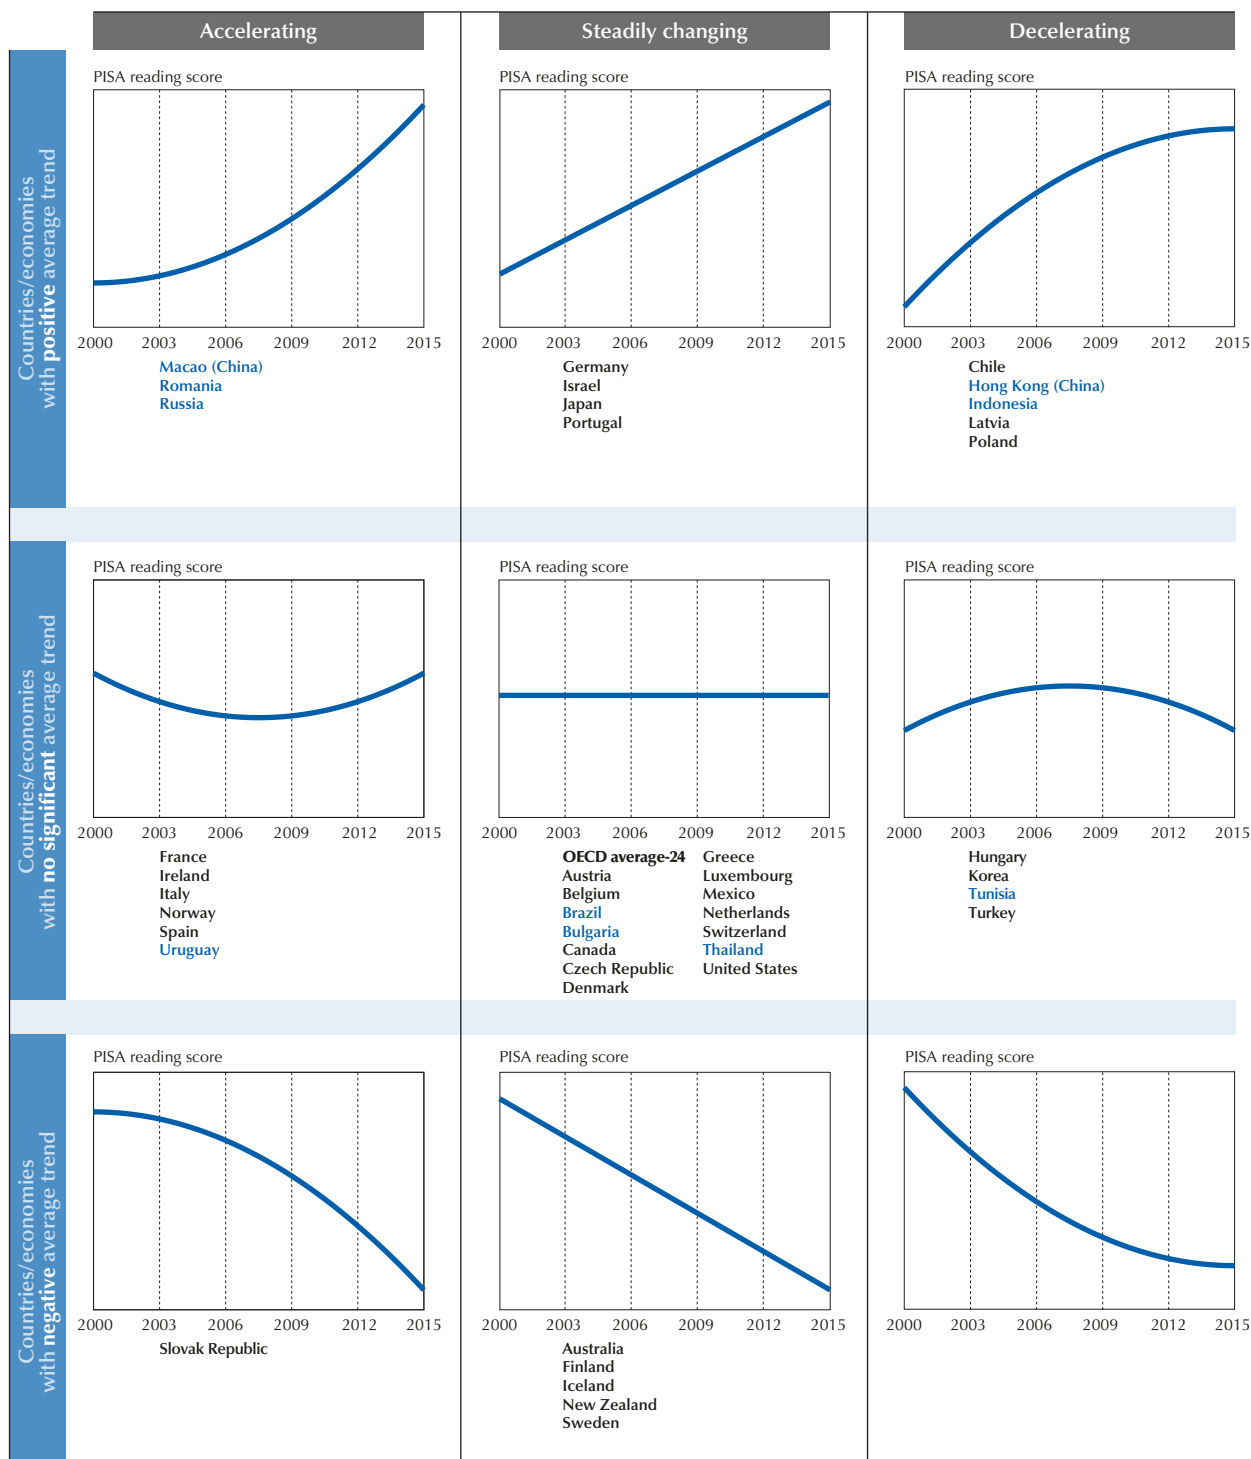 Accelerating
Steadily changing
Decelerating
Countries/economies
with positive average trend
PISA reading score
2000 2003 2006 2009 2012 2015
Macao (China)
Romania
Russia
PISA reading score
2000 2003 2006 2009 2012 2015
Germany
Israel
Japan
Portugal
PISA reading score
2000 2003 2006 2009 2012 2015
Chile
Hong Kong (China)
Indonesia
Latvia
Poland
Countries/economies
with no significant average trend
PISA reading score
2000 2003 2006 2009 2012 2015
France
Ireland
Italy
Norway
Spain
Uruguay
PISA reading score
2000 2003 2006 2009 2012 2015
OECD average-24
Austria
Belgium
Brazil
Bulgaria
Canada
Czech Republic
Denmark
Greece
Luxembourg
Mexico
Netherlands
Switzerland
Thailand
United States
PISA reading score
2000 2003 2006 2009 2012 2015
Hungary
Korea
Tunisia
Turkey
Countries/economies
with negative average trend
PISA reading score
2000 2003 2006 2009 2012 2015
Slovak Republic
PISA reading score
2000 2003 2006 2009 2012 2015
Australia
Finland
Iceland
New Zealand
Sweden
PISA reading score
2000 2003 2006 2009 2012 2015